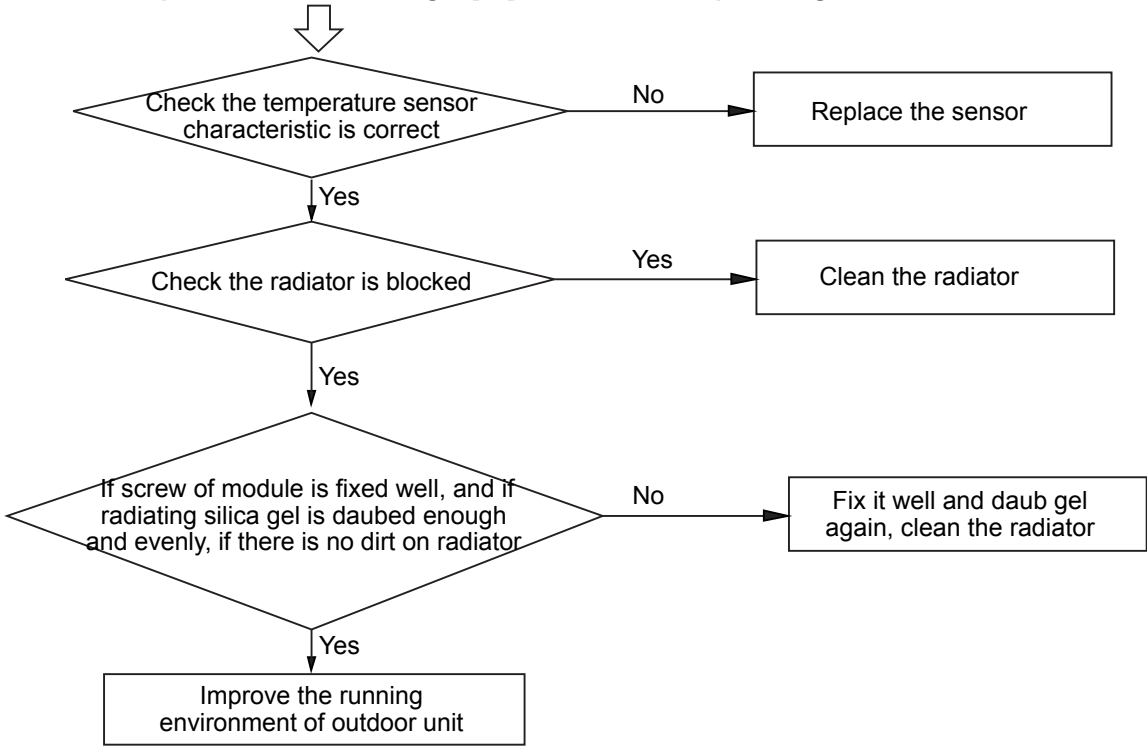 Check the temperature sensor
characteristic is correct
No
Replace the sensor
Yes
Check the radiator is blocked
Yes
Clean the radiator
Yes
If screw of module is fixed well, and if
radiating silica gel is daubed enough
and evenly, if there is no dirt on radiator
No
Fix it well and daub gel
again, clean the radiator
Yes
Improve the running
environment of outdoor unit